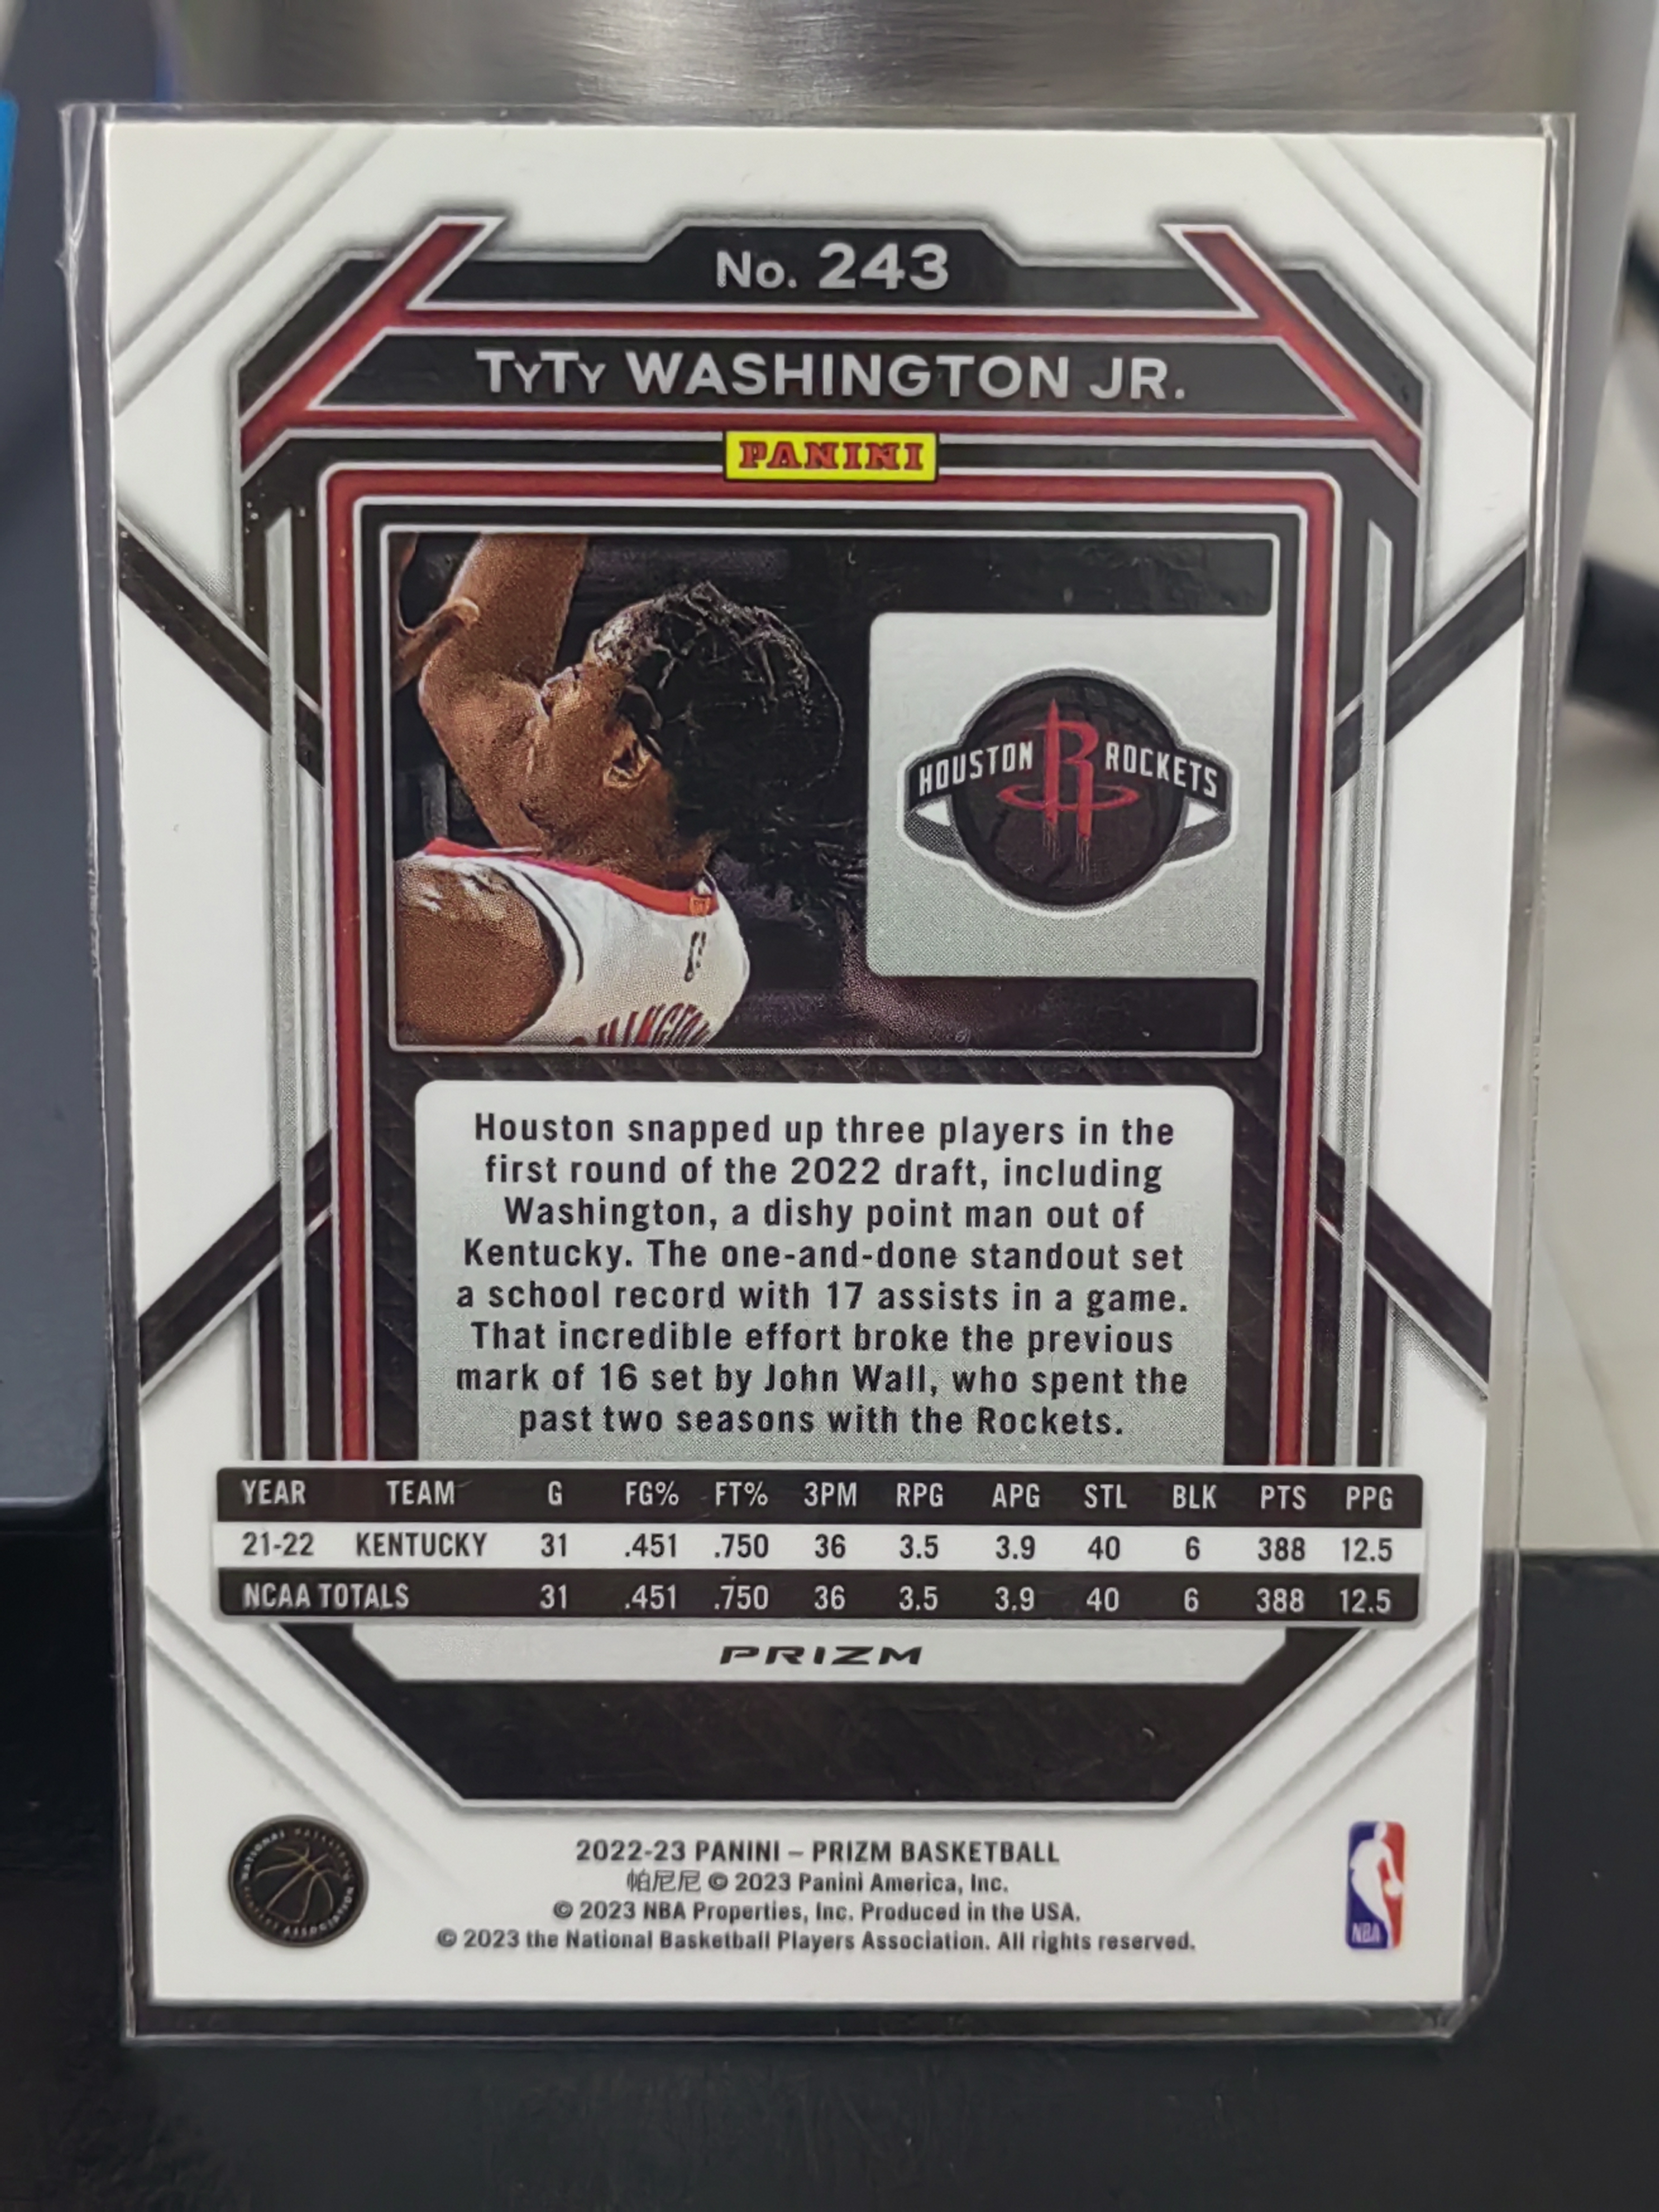 No. 243
TyTy WASHINGTON JR.
PANINI
HOUSTON R ROCKETS
Houston snapped up three players in the
first round of the 2022 draft, including
Washington, a dishy point man out of
Kentucky. The one-and-done standout set
a school record with 17 assists in a game.
That incredible effort broke the previous
mark of 16 set by John Wall, who spent the
past two seasons with the Rockets.
YEAR TEAM G FG% FT% 3PM RPG APG STL BLK PTS PPG
21-22 KENTUCKY 31 .451 .750 36 3.5 3.9 40 6 388 12.5
NCAA TOTALS 31 .451 .750 36 3.5 3.9 40 6 388 12.5
PRIZM
2022-23 PANINI – PRIZM BASKETBALL
帕尼尼 © 2023 Panini America, Inc.
© 2023 NBA Properties, Inc. Produced in the USA.
© 2023 the National Basketball Players Association. All rights reserved.
NATIONAL BASKETBALL PLAYERS ASSOCIATION
NBA